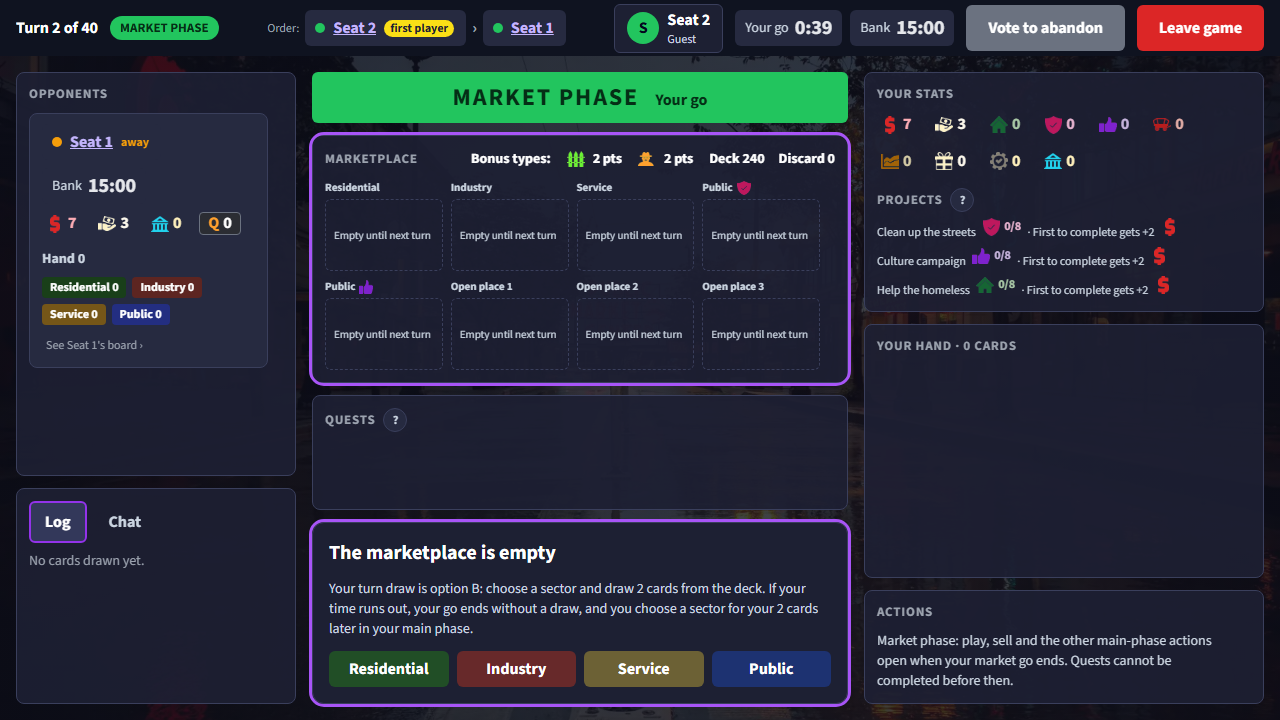 Turn 2 of 40 MARKET PHASE Order: Seat 2 first player › Seat 1 S Seat 2 Guest Your go 0:39 Bank 15:00 Vote to abandon Leave game
OPPONENTS
Seat 1 away
Bank 15:00
7 3 0 Q 0
Hand 0
Residential 0 Industry 0
Service 0 Public 0
See Seat 1's board ›
Log Chat
No cards drawn yet.
MARKET PHASE Your go
MARKETPLACE Bonus types: 2 pts 2 pts Deck 240 Discard 0
Residential Industry Service Public
Empty until next turn Empty until next turn Empty until next turn Empty until next turn
Public Open place 1 Open place 2 Open place 3
Empty until next turn Empty until next turn Empty until next turn Empty until next turn
QUESTS ?
The marketplace is empty
Your turn draw is option B: choose a sector and draw 2 cards from the deck. If your
time runs out, your go ends without a draw, and you choose a sector for your 2 cards
later in your main phase.
Residential Industry Service Public
YOUR STATS
7 3 0 0 0 0
0 0 0 0
PROJECTS ?
Clean up the streets 0/8 · First to complete gets +2
Culture campaign 0/8 · First to complete gets +2
Help the homeless 0/8 · First to complete gets +2
YOUR HAND · 0 CARDS
ACTIONS
Market phase: play, sell and the other main-phase actions
open when your market go ends. Quests cannot be
completed before then.